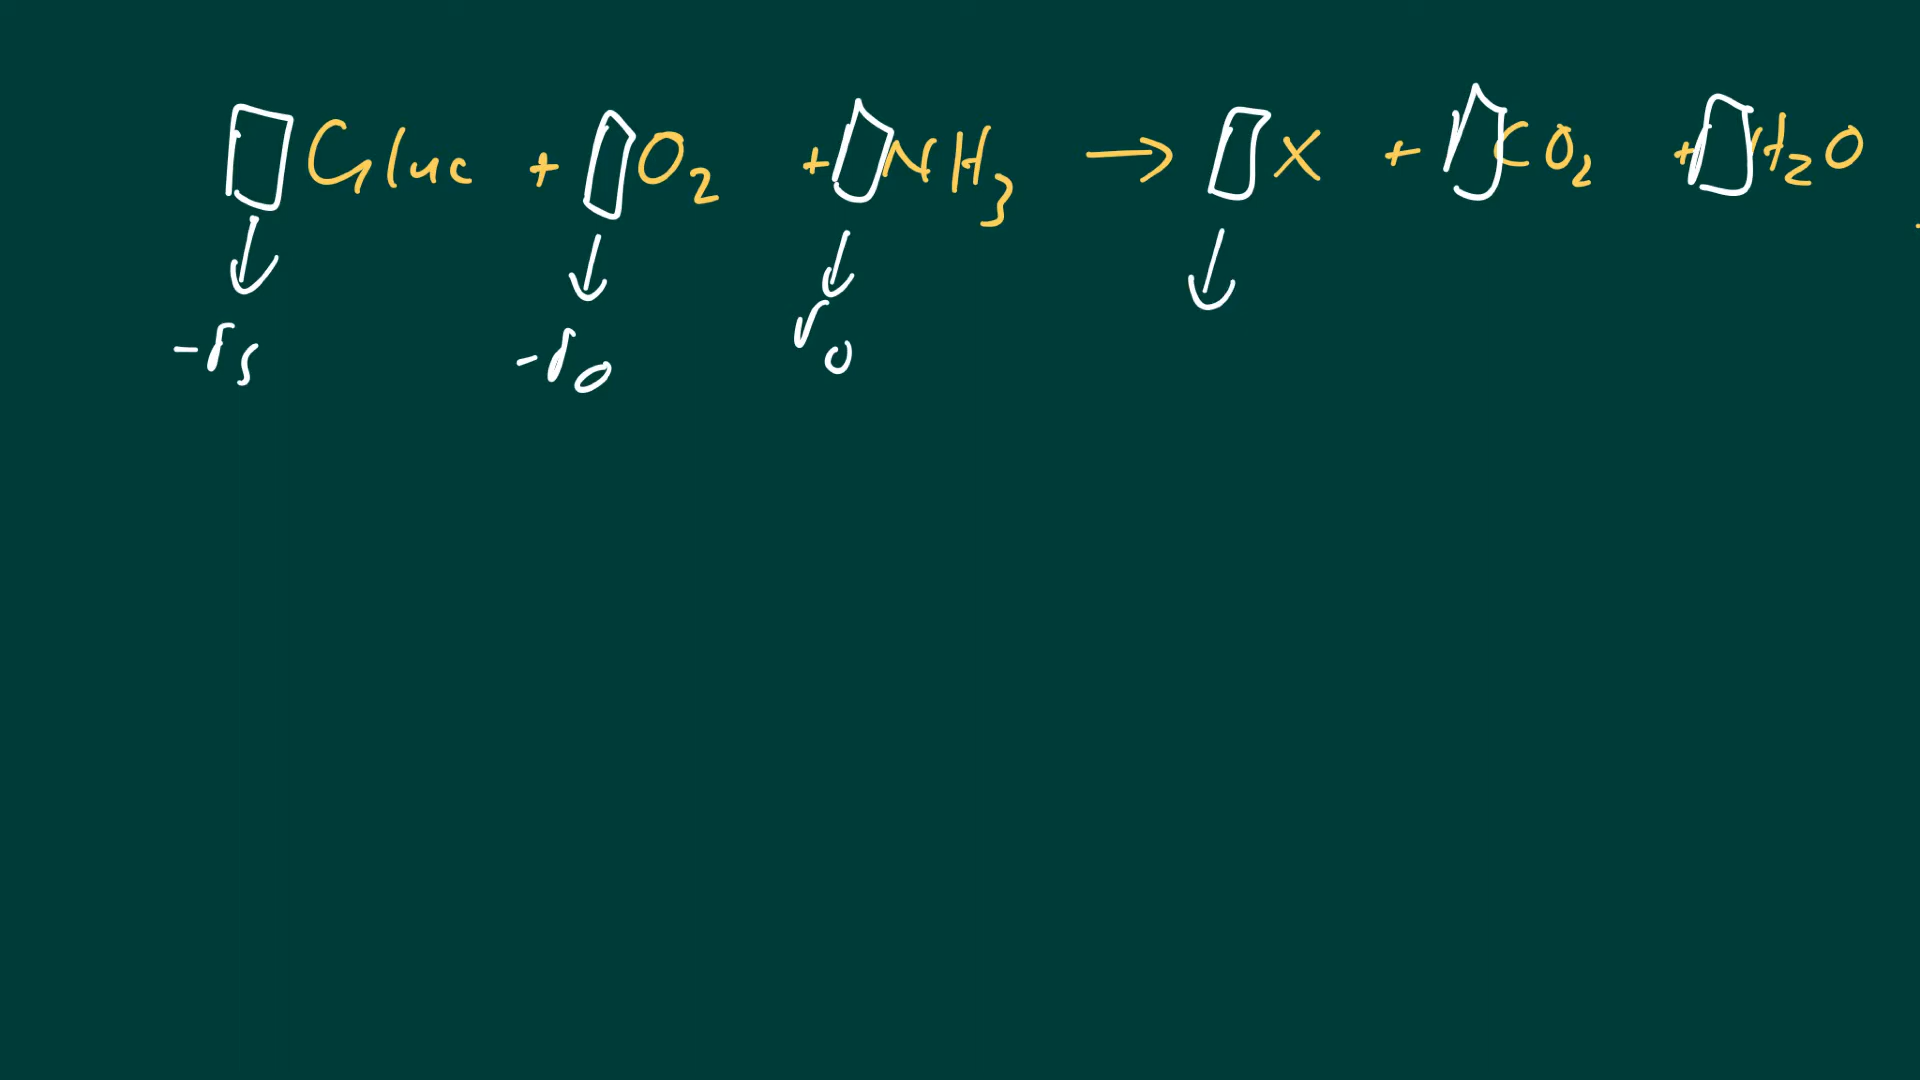 □ Gluc + □ O₂ + □ NH₃ → □ X + □ CO₂ + □ H₂O
↓ ↓ ↓ ↓
-rs -ro ro